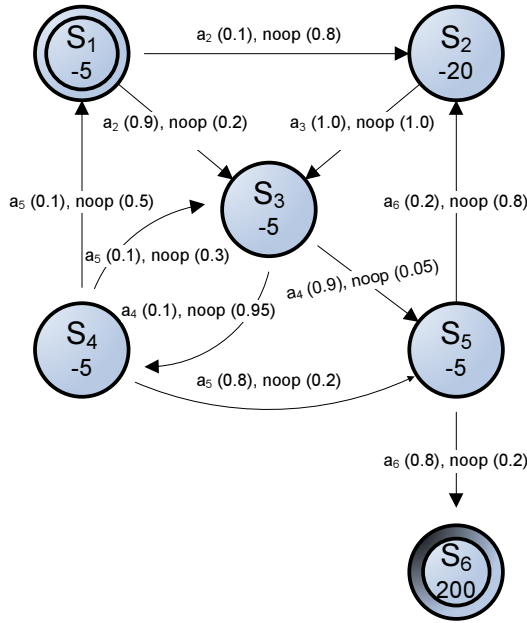 S₁
-5
a₂ (0.1), noop (0.8)
S₂
-20
a₂ (0.9), noop (0.2)
a₃ (1.0), noop (1.0)
S₃
-5
a₅ (0.1), noop (0.5)
a₆ (0.2), noop (0.8)
a₅ (0.1), noop (0.3)
a₄ (0.9), noop (0.05)
a₄ (0.1), noop (0.95)
S₄
-5
S₅
-5
a₅ (0.8), noop (0.2)
a₆ (0.8), noop (0.2)
S₆
200